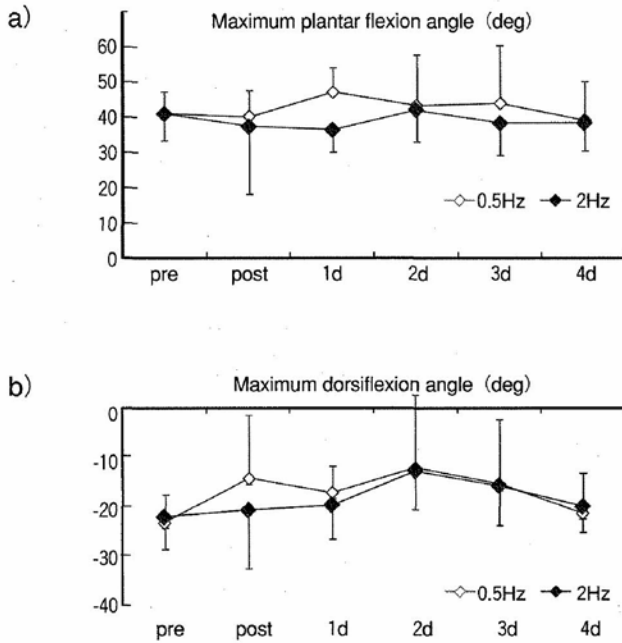 a)
Maximum plantar flexion angle (deg)
60
50
40
30
20
10
0
0.5Hz 2Hz
pre post 1d 2d 3d 4d
b)
Maximum dorsiflexion angle (deg)
0
-10
-20
-30
-40
0.5Hz 2Hz
pre post 1d 2d 3d 4d